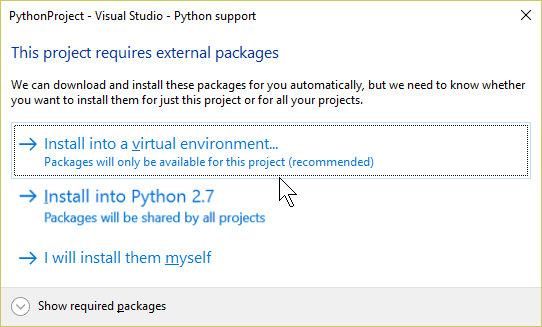 PythonProject - Visual Studio - Python support
This project requires external packages
We can download and install these packages for you automatically, but we need to know whether
you want to install them for just this project or for all your projects.
Install into a virtual environment...
Packages will only be available for this project (recommended)
Install into Python 2.7
Packages will be shared by all projects
I will install them myself
Show required packages